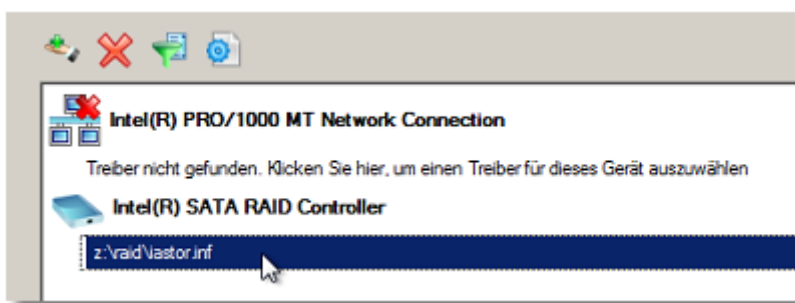 Intel(R) PRO/1000 MT Network Connection
Treiber nicht gefunden. Klicken Sie hier, um einen Treiber für dieses Gerät auszuwählen
Intel(R) SATA RAID Controller
z:\raid\iastor.inf